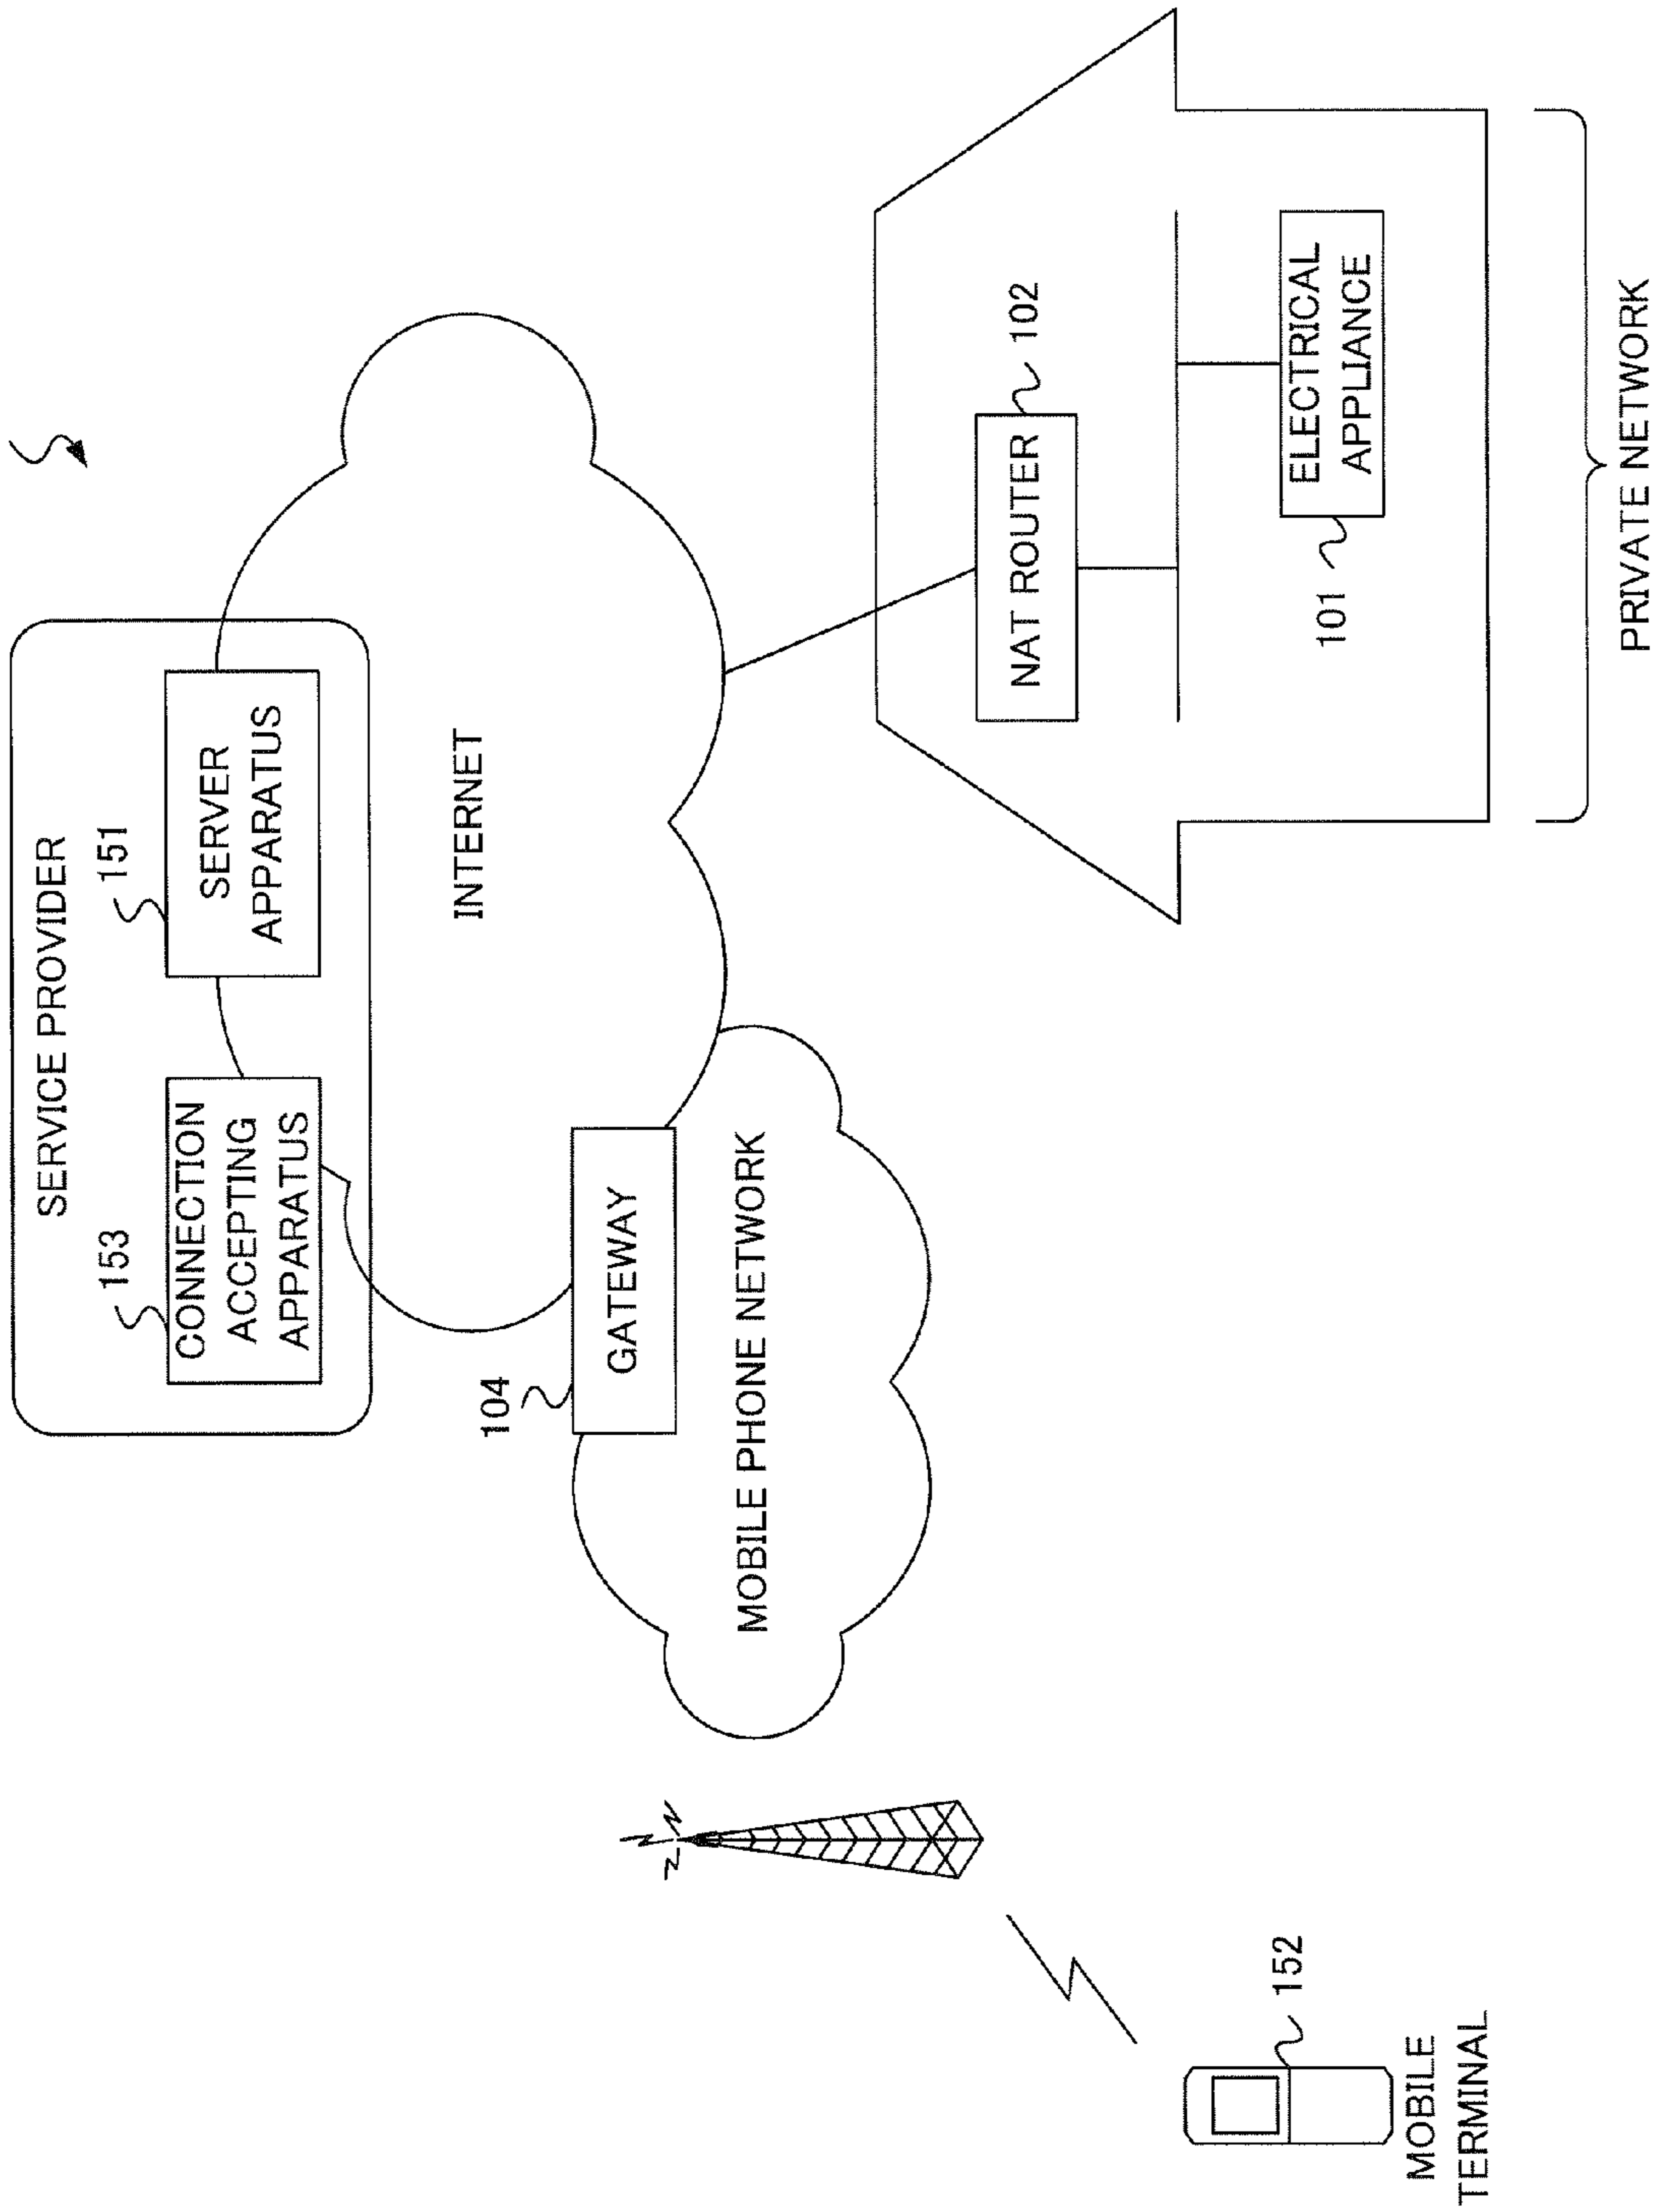 SERVICE PROVIDER
153
CONNECTION
ACCEPTING
APPARATUS
151
SERVER
APPARATUS
INTERNET
104
GATEWAY
MOBILE PHONE NETWORK
NAT ROUTER
102
101
ELECTRICAL
APPLIANCE
PRIVATE NETWORK
152
MOBILE
TERMINAL